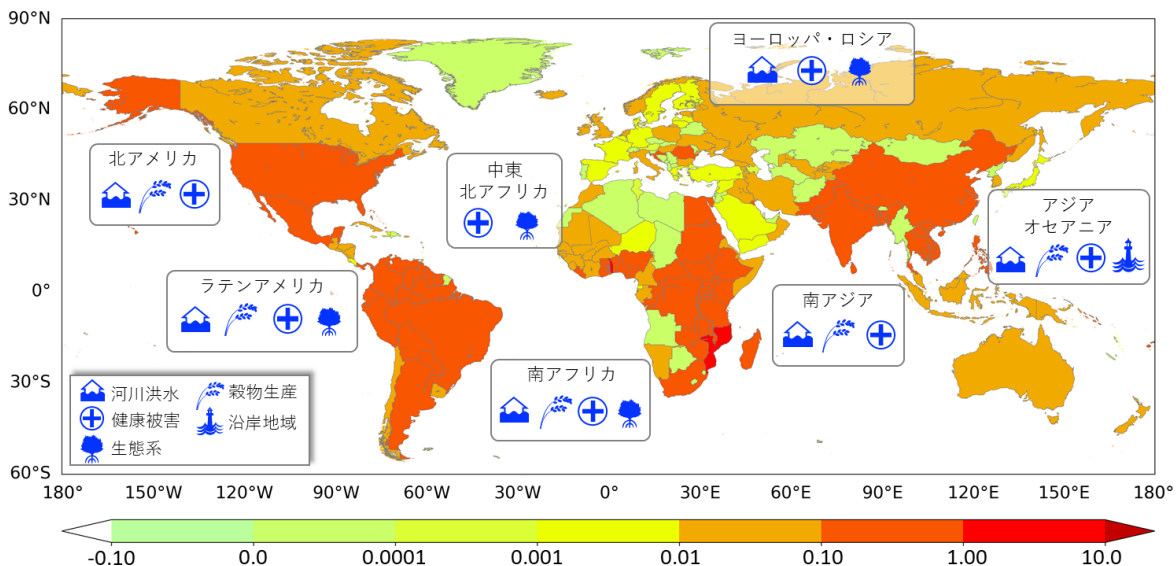 90°N
60°N
30°N
0°
30°S
60°S
ヨーロッパ・ロシア
北アメリカ
中東
北アフリカ
アジア
オセアニア
ラテンアメリカ
南アジア
南アフリカ
河川洪水
穀物生産
健康被害
沿岸地域
生態系
180°
150°W
120°W
90°W
60°W
30°W
0°
30°E
60°E
90°E
120°E
150°E
180°
-0.10
0.0
0.0001
0.001
0.01
0.10
1.00
10.0